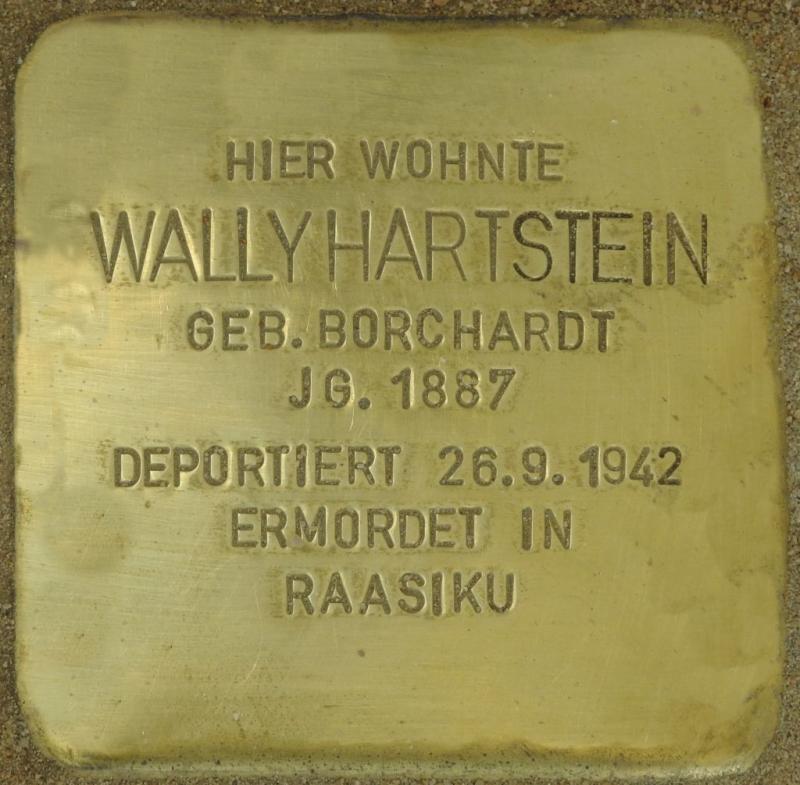 HIER WOHNTE
WALLY HARTSTEIN
GEB. BORCHARDT
JG. 1887
DEPORTIERT 26.9.1942
ERMORDET IN
RAASIKU